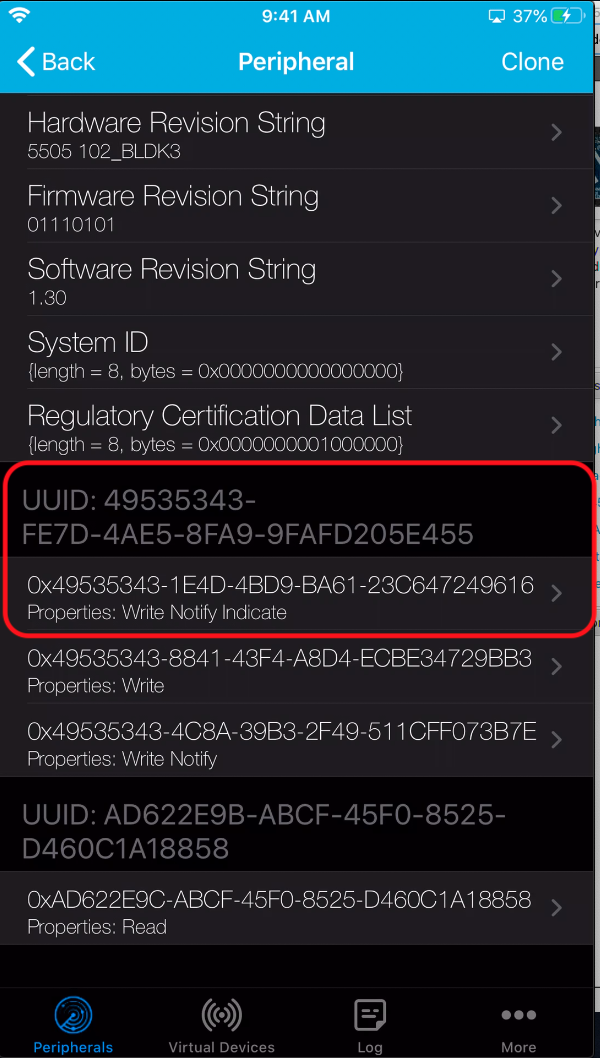 9:41 AM 37%
Back Peripheral Clone
Hardware Revision String
5505 102_BLDK3
Firmware Revision String
01110101
Software Revision String
1.30
System ID
{length = 8, bytes = 0x0000000000000000}
Regulatory Certification Data List
{length = 8, bytes = 0x0000000001000000}
UUID: 49535343-
FE7D-4AE5-8FA9-9FAFD205E455
0x49535343-1E4D-4BD9-BA61-23C647249616
Properties: Write Notify Indicate
0x49535343-8841-43F4-A8D4-ECBE34729BB3
Properties: Write
0x49535343-4C8A-39B3-2F49-511CFF073B7E
Properties: Write Notify
UUID: AD622E9B-ABCF-45F0-8525-
D460C1A18858
0xAD622E9C-ABCF-45F0-8525-D460C1A18858
Properties: Read
Peripherals Virtual Devices Log More